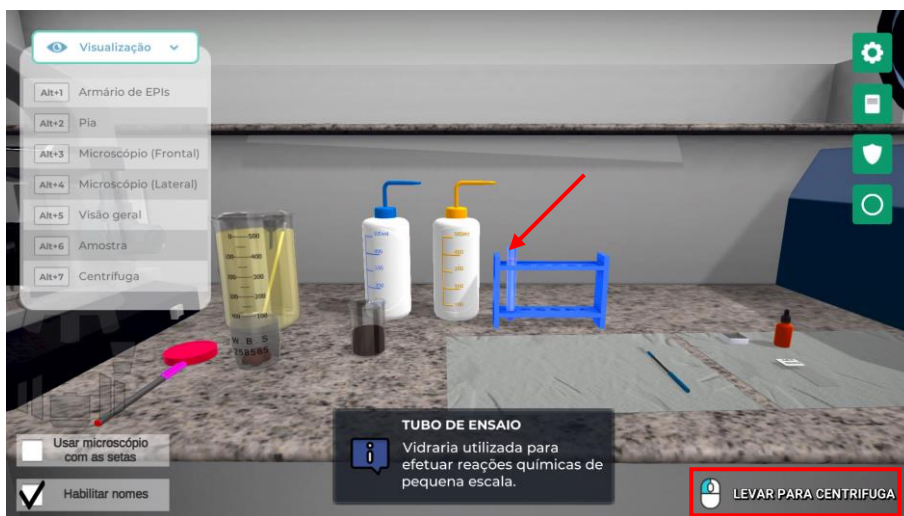 Visualização
Alt+1 Armário de EPIs
Alt+2 Pia
Alt+3 Microscópio (Frontal)
Alt+4 Microscópio (Lateral)
Alt+5 Visão geral
Alt+6 Amostra
Alt+7 Centrífuga
W . B . S
758585
Usar microscópio
com as setas
Habilitar nomes
TUBO DE ENSAIO
Vidraria utilizada para
efetuar reações químicas de
pequena escala.
LEVAR PARA CENTRIFUGA